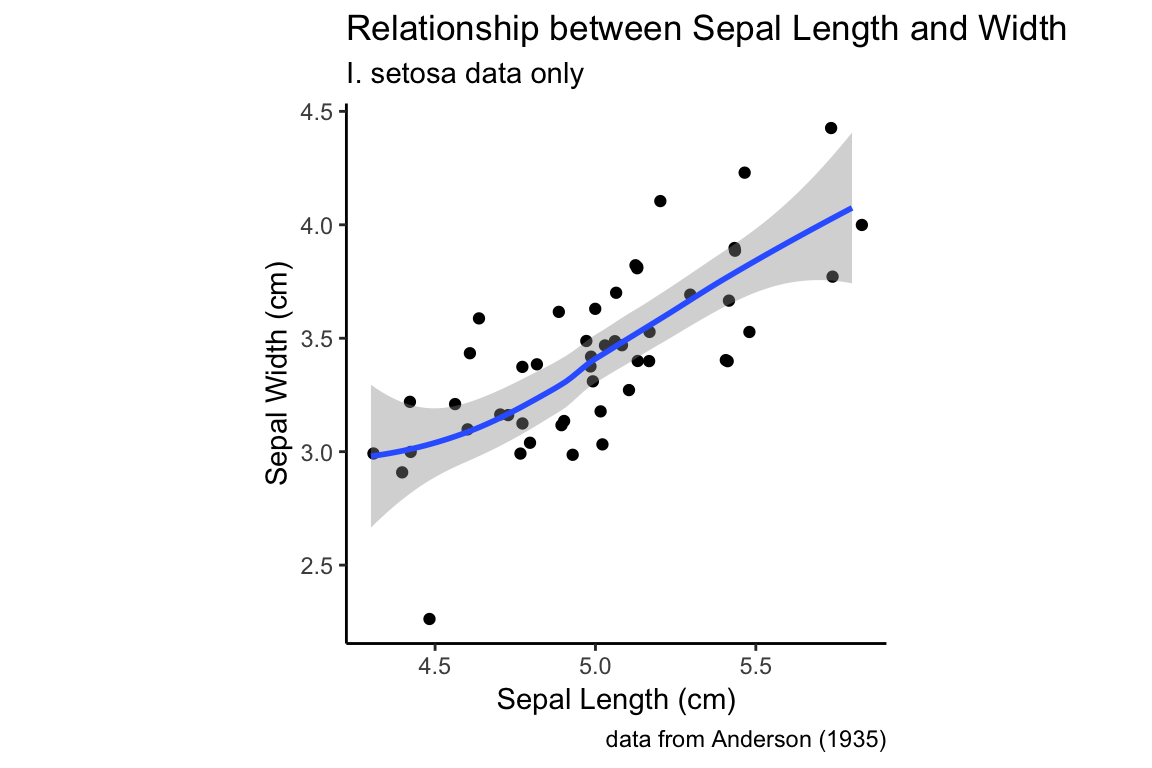 Relationship between Sepal Length and Width
I. setosa data only
4.5
4.0
3.5
3.0
2.5
Sepal Width (cm)
4.5 5.0 5.5
Sepal Length (cm)
data from Anderson (1935)